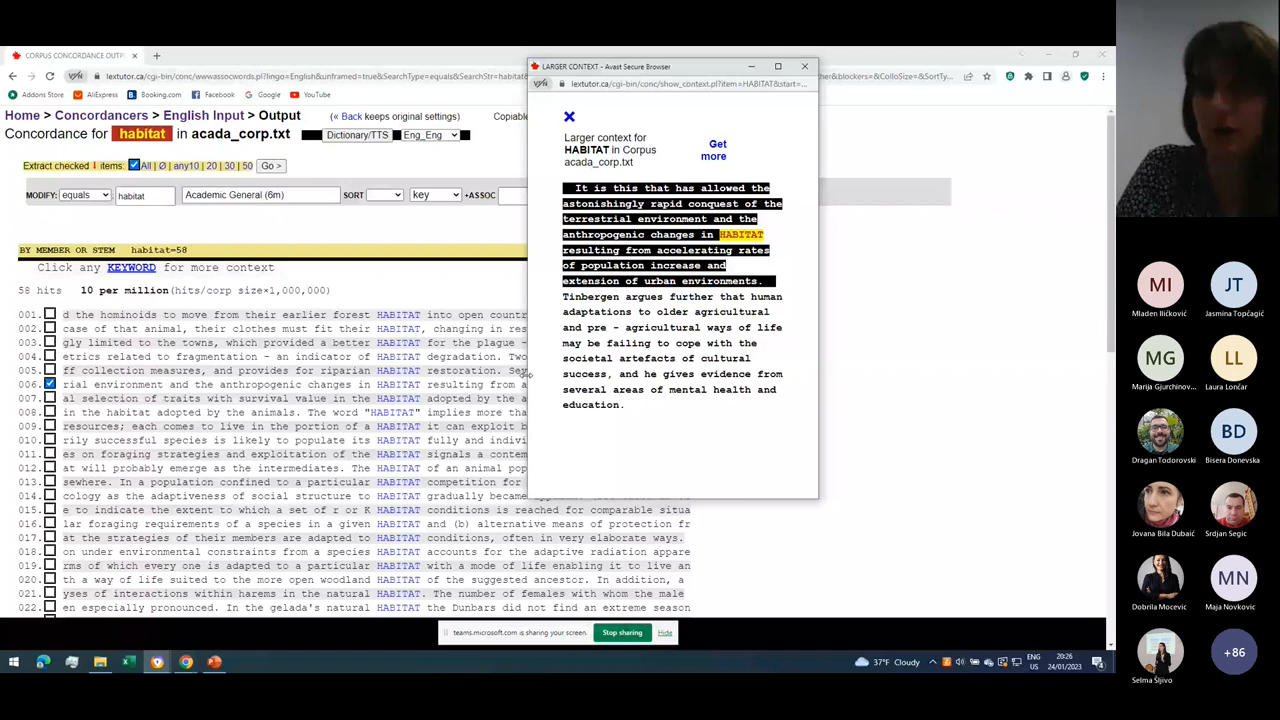 CORPUS CONCORDANCE OUTP
lextutor.ca/cgi-bin/conc/wwwassocwords.pl?lingo=English&unframed=true&SearchType=equals&SearchStr=habitat&
her&blockers=&ColloSize=&SortTy...
Addons Store AliExpress Booking.com Facebook Google YouTube
Home > Concordancers > English Input > Output
(‹‹ Back keeps original settings)
Copiable
Concordance for habitat in acada_corp.txt
Dictionary/TTS
Eng_Eng
Extract checked items: All | Ø | any10 | 20 | 30 | 50 Go >
MODIFY: equals habitat Academic General (6m) SORT key +ASSOC
BY MEMBER OR STEM habitat=58
Click any KEYWORD for more context
58 hits 10 per million(hits/corp size×1,000,000)
001. d the hominoids to move from their earlier forest HABITAT into open countr
002. case of that animal, their clothes must fit their HABITAT, changing in res
003. gly limited to the towns, which provided a better HABITAT for the plague -
004. etrics related to fragmentation - an indicator of HABITAT degradation. Two
005. ff collection measures, and provides for riparian HABITAT restoration. Sev
006. rial environment and the anthropogenic changes in HABITAT resulting from a
007. al selection of traits with survival value in the HABITAT adopted by the a
008. in the habitat adopted by the animals. The word "HABITAT" implies more tha
009. resources; each comes to live in the portion of a HABITAT it can exploit b
010. rily successful species is likely to populate its HABITAT fully and indivi
011. es on foraging strategies and exploitation of the HABITAT signals a contem
012. at will probably emerge as the intermediates. The HABITAT of an animal pop
013. sewhere. In a population confined to a particular HABITAT competition for
014. cology as the adaptiveness of social structure to HABITAT gradually became
015. e to indicate the extent to which a set of r or K HABITAT conditions is reached for comparable situa
016. lar foraging requirements of a species in a given HABITAT and (b) alternative means of protection fr
017. at the strategies of their members are adapted to HABITAT conditions, often in very elaborate ways.
018. on under environmental constraints from a species HABITAT accounts for the adaptive radiation appare
019. rms of which every one is adapted to a particular HABITAT with a mode of life enabling it to live an
020. th a way of life suited to the more open woodland HABITAT of the suggested ancestor. In addition, a
021. yses of interactions within harems in the natural HABITAT. The number of females with whom the male
022. en especially pronounced. In the gelada's natural HABITAT the Dunbars did not find an extreme season
LARGER CONTEXT - Avast Secure Browser
lextutor.ca/cgi-bin/conc/show_context.pl?item=HABITAT&start=...
Larger context for
HABITAT in Corpus
acada_corp.txt
Get
more
It is this that has allowed the
astonishingly rapid conquest of the
terrestrial environment and the
anthropogenic changes in HABITAT
resulting from accelerating rates
of population increase and
extension of urban environments.
Tinbergen argues further that human
adaptations to older agricultural
and pre - agricultural ways of life
may be failing to cope with the
societal artefacts of cultural
success, and he gives evidence from
several areas of mental health and
education.
teams.microsoft.com is sharing your screen. Stop sharing Hide
37°F Cloudy
ENG
US
20:26
24/01/2023
MI
Mladen Ilićković
JT
Jasmina Topčagić
MG
Marija Gjurchinov...
LL
Laura Lončar
Dragan Todorovski
BD
Bisera Donevska
Jovana Bila Dubaić
Srdjan Segic
Dobrila Mocevic
MN
Maja Novkovic
Selma Šljivo
+86